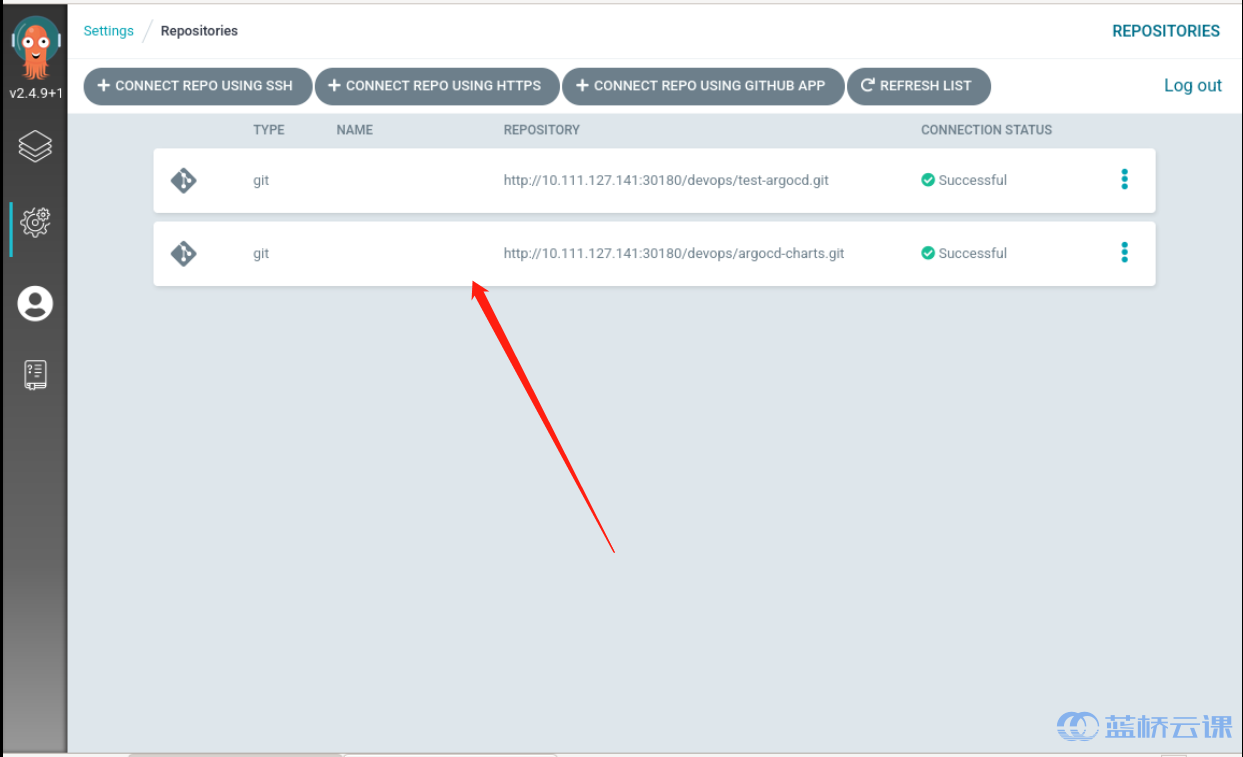 Settings / Repositories
REPOSITORIES
v2.4.9+1
CONNECT REPO USING SSH
CONNECT REPO USING HTTPS
CONNECT REPO USING GITHUB APP
REFRESH LIST
Log out
TYPE NAME REPOSITORY CONNECTION STATUS
git http://10.111.127.141:30180/devops/test-argocd.git Successful
git http://10.111.127.141:30180/devops/argocd-charts.git Successful
蓝桥云课